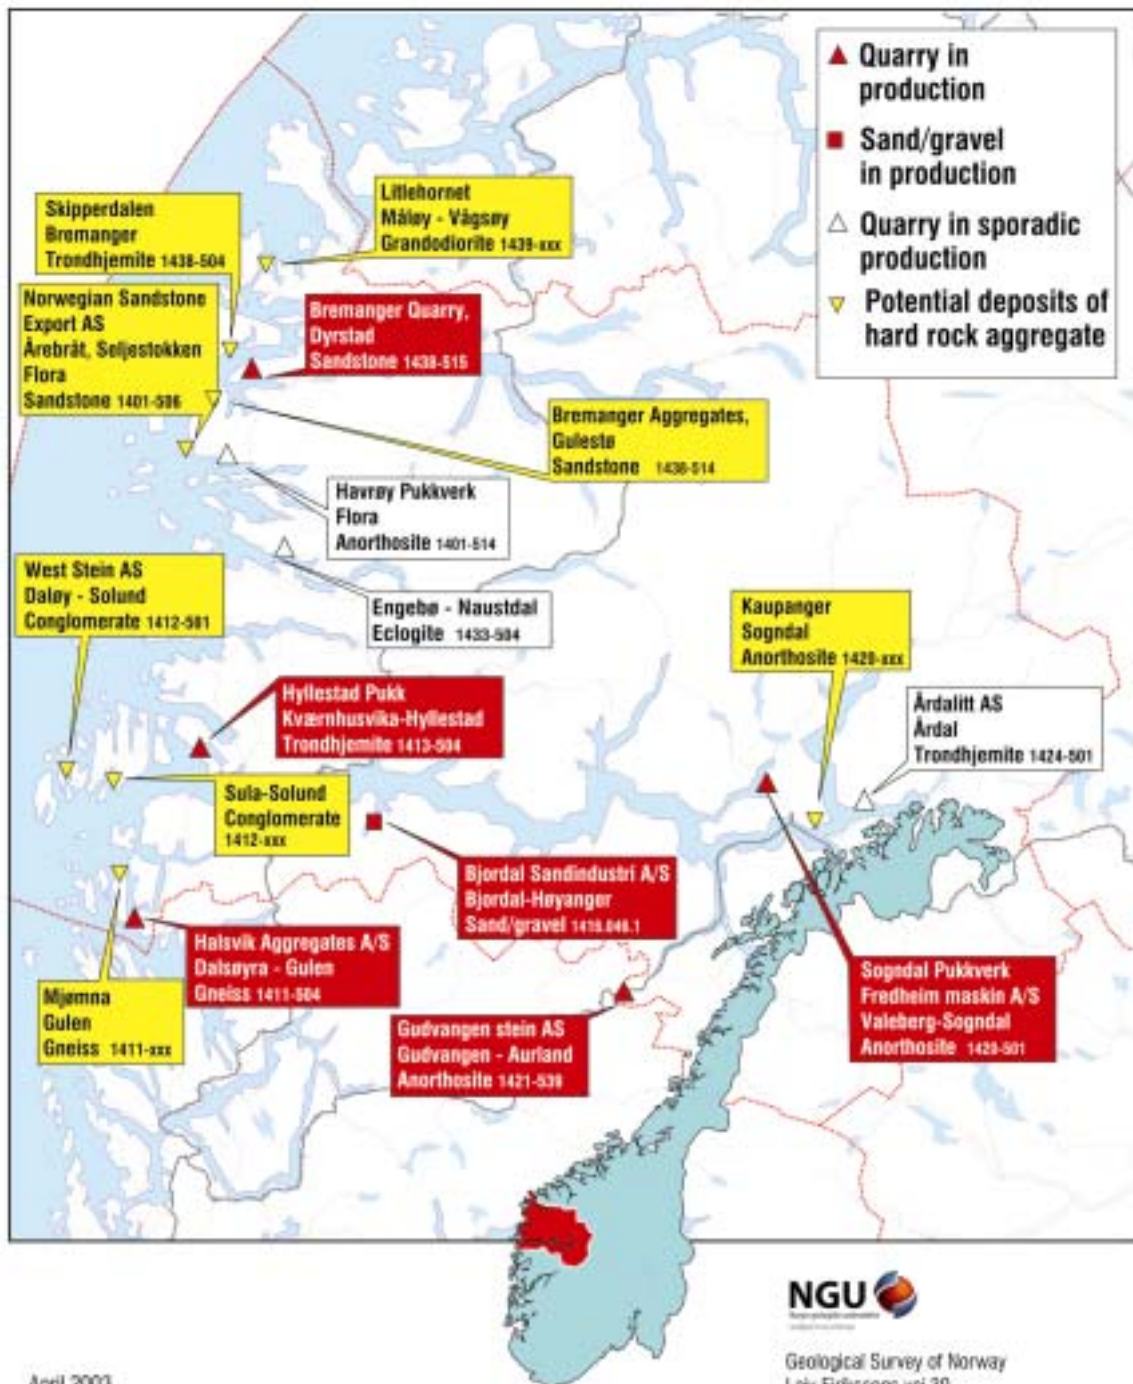 Quarry in
production
Sand/gravel
in production
Quarry in sporadic
production
Potential deposits of
hard rock aggregate
Skipperdalen
Bremanger
Trondhjemite 1438-504
Litlehornet
Måløy - Vågsøy
Grandodiorite 1439-xxx
Norwegian Sandstone
Export AS
Årebråt, Seljestokken
Flora
Sandstone 1401-506
Bremanger Quarry,
Dyrstad
Sandstone 1438-515
Bremanger Aggregates,
Gulestø
Sandstone 1438-514
Havrøy Pukkverk
Flora
Anorthosite 1401-514
West Stein AS
Daløy - Solund
Conglomerate 1412-501
Engebø - Naustdal
Eclogite 1433-504
Kaupanger
Sogndal
Anorthosite 1420-xxx
Hyllestad Pukk
Kværnhusvika-Hyllestad
Trondhjemite 1413-504
Årdalitt AS
Årdal
Trondhjemite 1424-501
Sula-Solund
Conglomerate
1412-xxx
Bjordal Sandindustri A/S
Bjordal-Høyanger
Sand/gravel 1416.046.1
Halsvik Aggregates A/S
Dalsøyra - Gulen
Gneiss 1411-504
Mjømna
Gulen
Gneiss 1411-xxx
Gudvangen stein AS
Gudvangen - Aurland
Anorthosite 1421-539
Sogndal Pukkverk
Fredheim maskin A/S
Valeberg-Sogndal
Anorthosite 1420-501
NGU
Geological Survey of Norway
April 2003